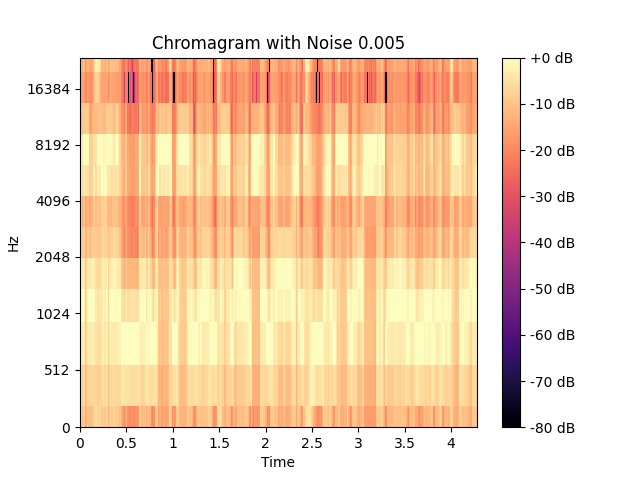 Chromagram with Noise 0.005
16384
8192
4096
2048
1024
512
0
Hz
0 0.5 1 1.5 2 2.5 3 3.5 4
Time
+0 dB
-10 dB
-20 dB
-30 dB
-40 dB
-50 dB
-60 dB
-70 dB
-80 dB